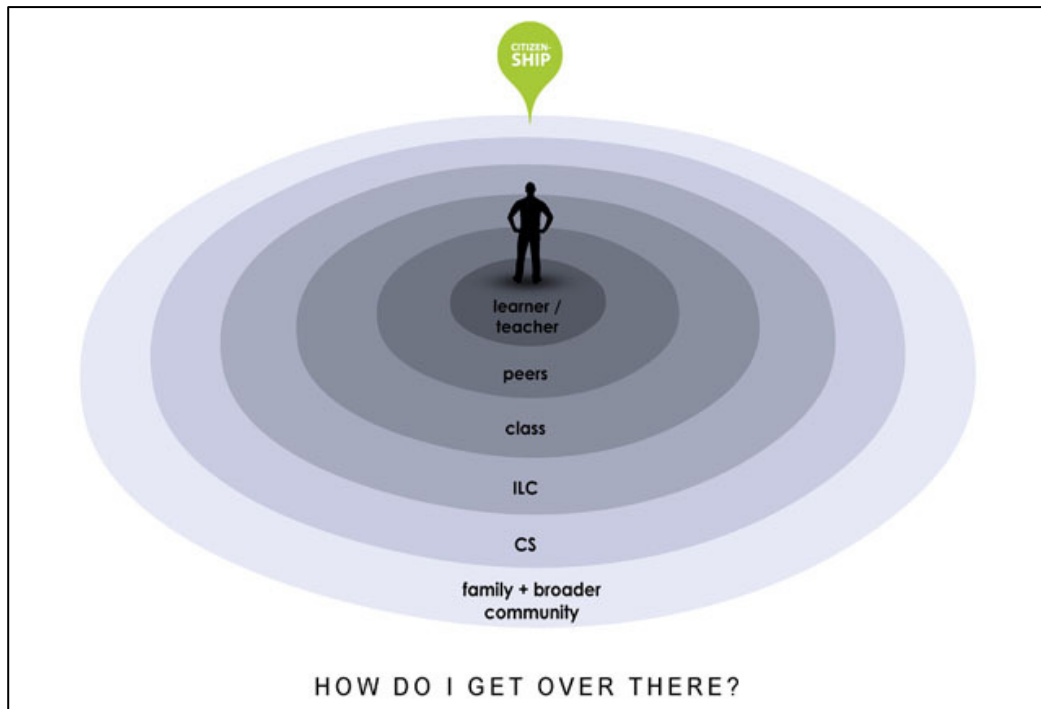 CITIZEN-
SHIP
learner /
teacher
peers
class
ILC
CS
family + broader
community
HOW DO I GET OVER THERE?